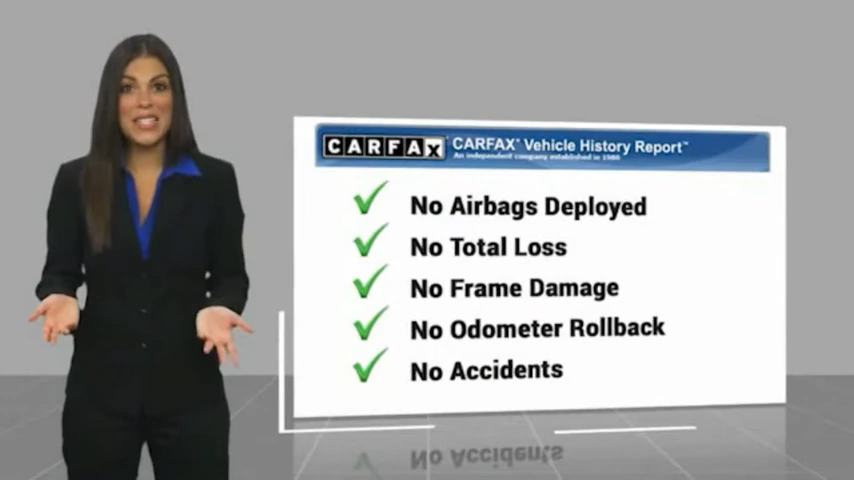 CARFAX CARFAX® Vehicle History Report™
An independent company established in 1986
No Airbags Deployed
No Total Loss
No Frame Damage
No Odometer Rollback
No Accidents
No Accidents